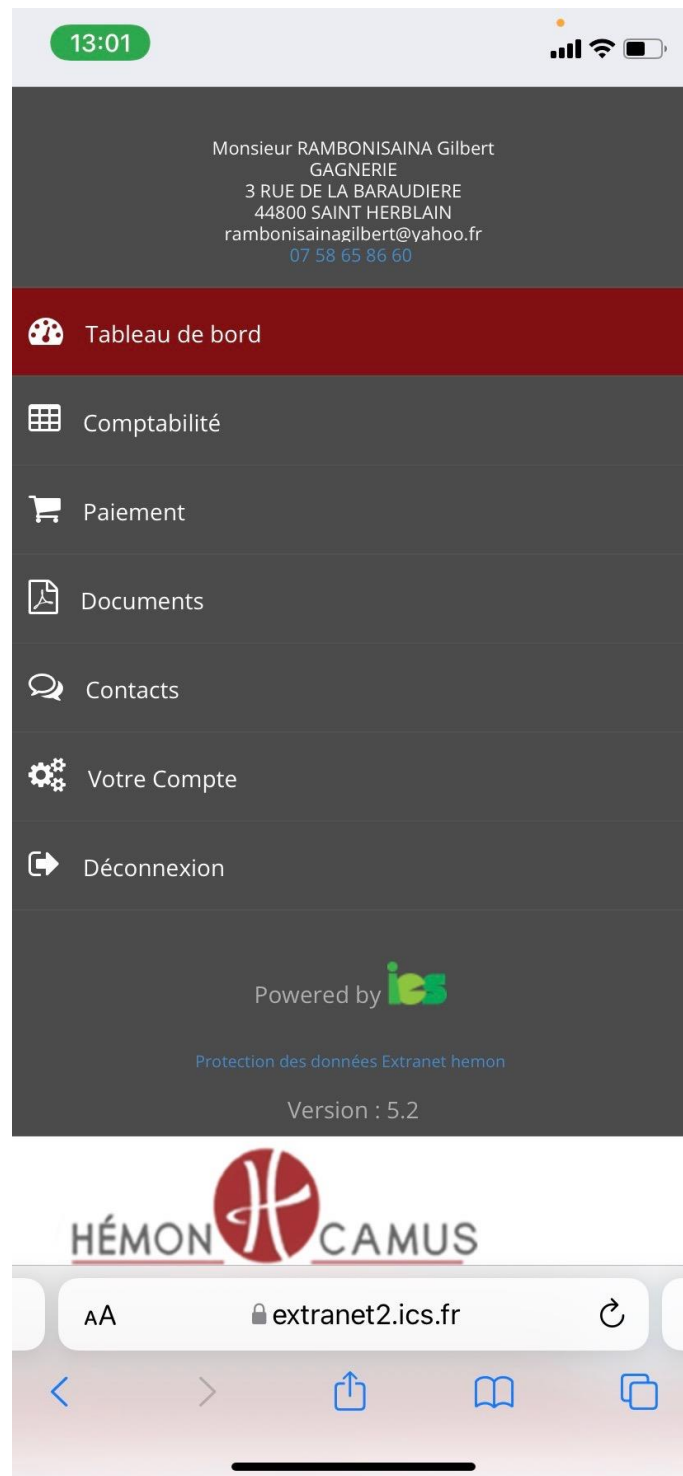 13:01
Monsieur RAMBONISAINA Gilbert
GAGNERIE
3 RUE DE LA BARAUDIERE
44800 SAINT HERBLAIN
rambonisainagilbert@yahoo.fr
07 58 65 86 60
Tableau de bord
Comptabilité
Paiement
Documents
Contacts
Votre Compte
Déconnexion
Powered by ics
Protection des données Extranet hemon
Version : 5.2
HÉMON CAMUS
AA extranet2.ics.fr